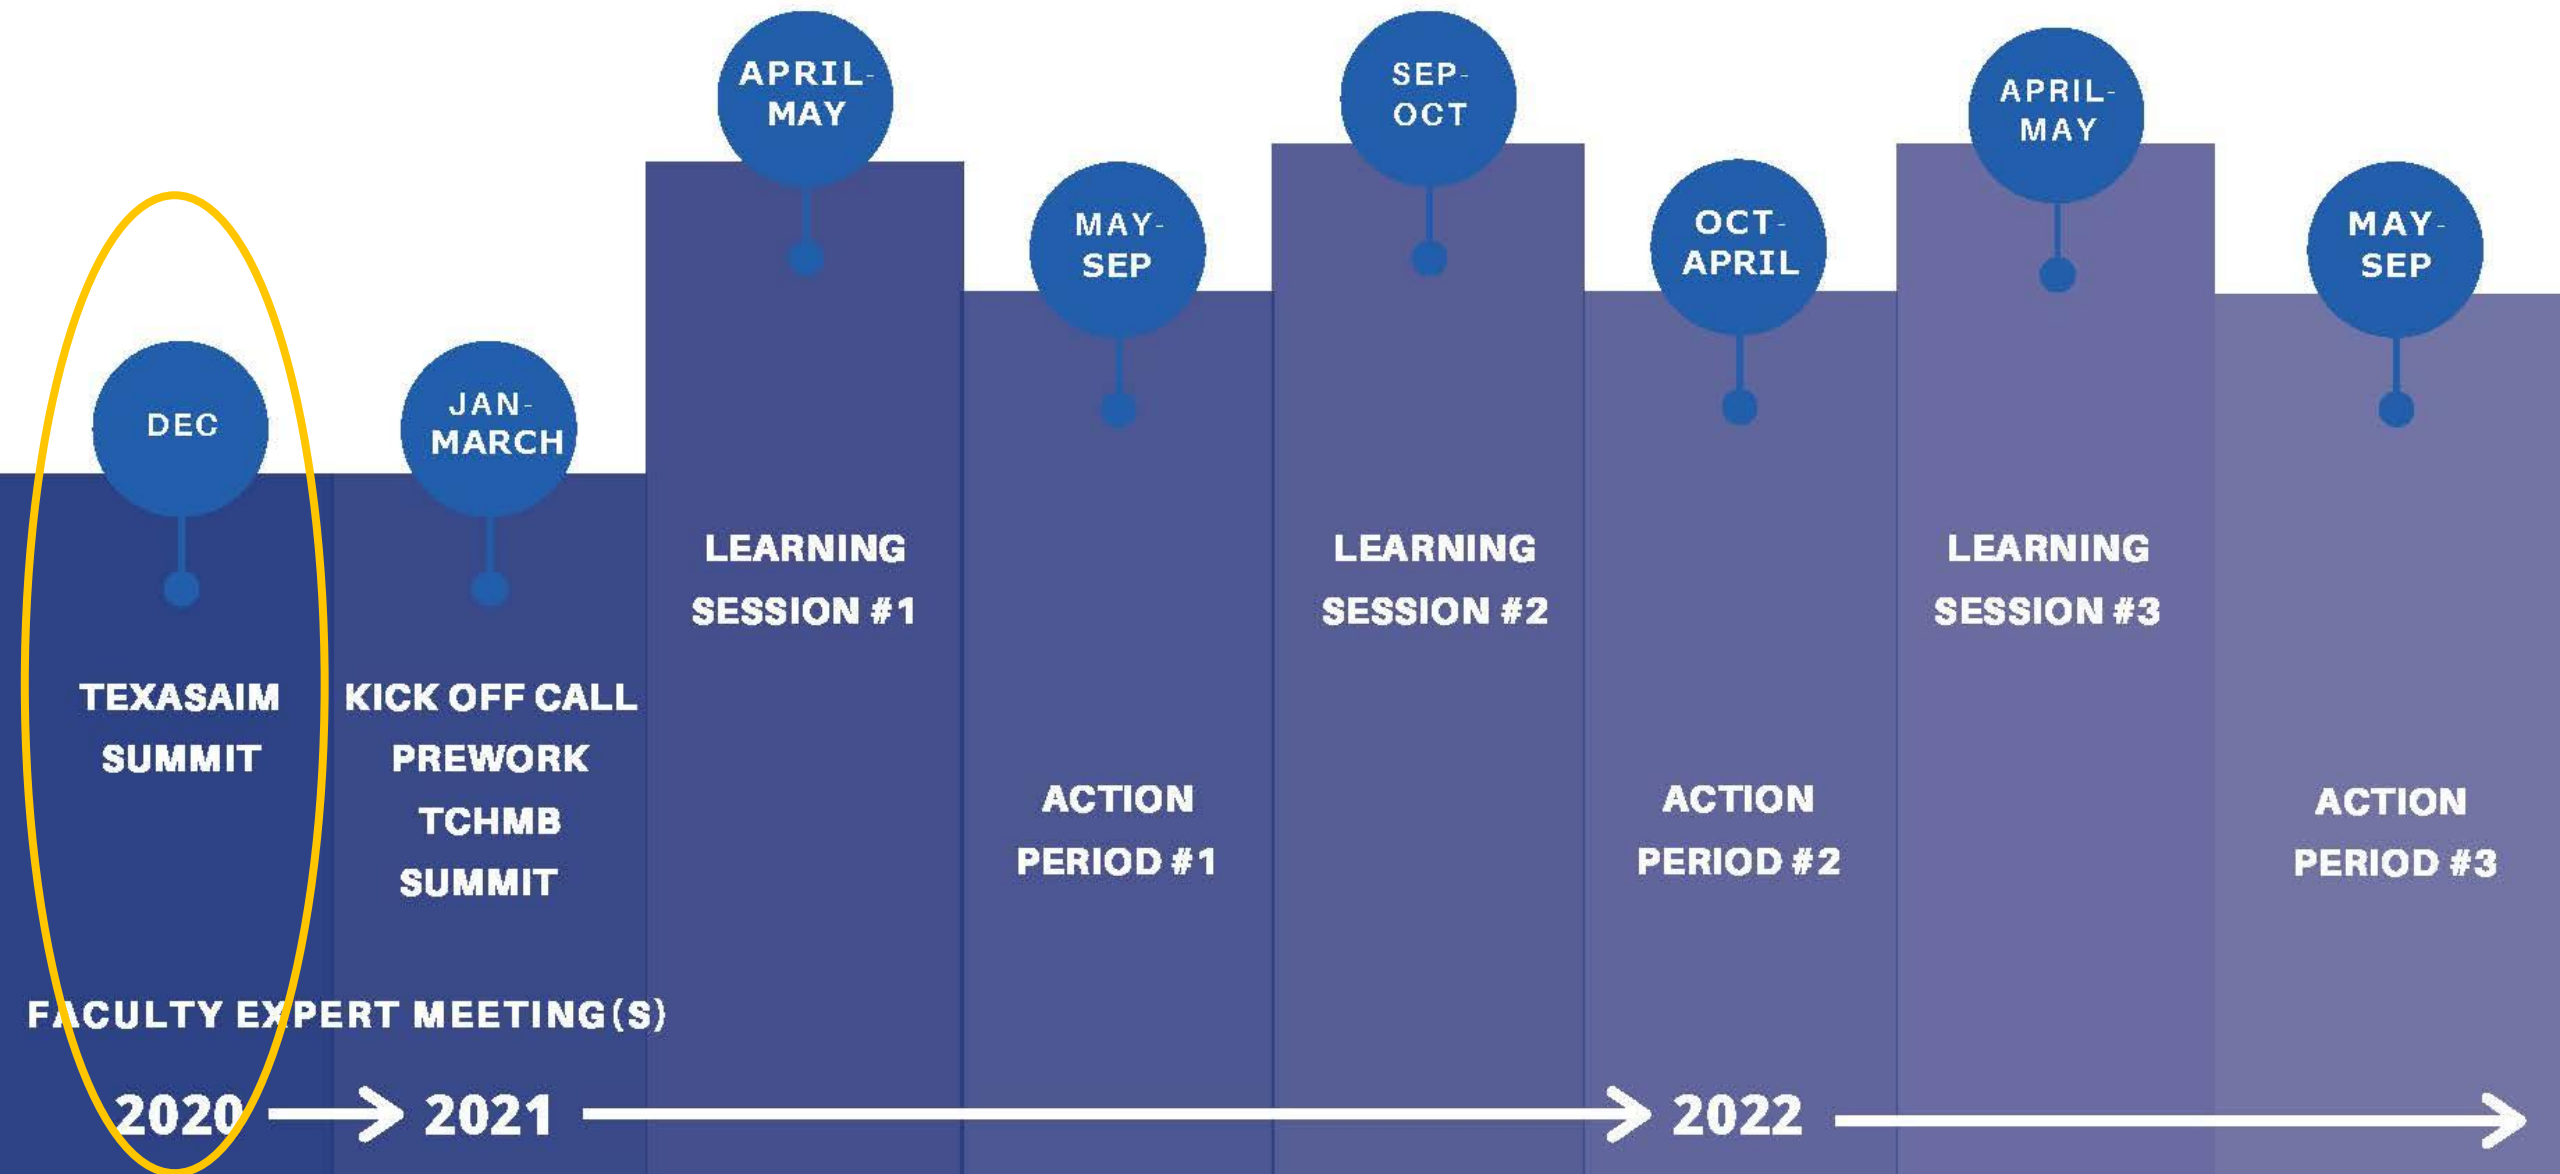 DEC
TEXASAIM
SUMMIT
JAN-
MARCH
KICK OFF CALL
PREWORK
TCHMB
SUMMIT
FACULTY EXPERT MEETING(S)
APRIL-
MAY
LEARNING
SESSION #1
MAY-
SEP
ACTION
PERIOD #1
SEP-
OCT
LEARNING
SESSION #2
OCT-
APRIL
ACTION
PERIOD #2
APRIL-
MAY
LEARNING
SESSION #3
MAY-
SEP
ACTION
PERIOD #3
2020
2021
2022